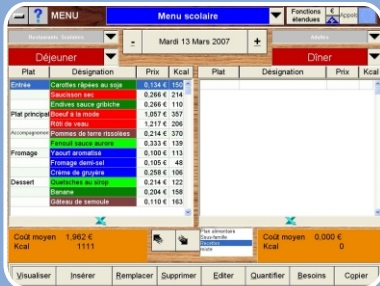 ? MENU Menu scolaire Fonctions étendues € Apports
Restaurants Scolaires - Mardi 13 Mars 2007 + Adultes
Déjeuner Dîner
Plat Désignation Prix Kcal Plat Désignation Prix Kcal
Entrée Carottes râpées au soja 0,134 € 150
Saucisson sec 0,266 € 214
Endives sauce gribiche 0,266 € 110
Plat principal Boeuf à la mode 1,057 € 357
Rôti de veau 1,217 € 206
Accompagnement Pommes de terre rissolées 0,214 € 370
Fenouil sauce aurore 0,333 € 139
Fromage Yaourt aromatisé 0,100 € 113
Fromage demi-sel 0,105 € 48
Crème de gruyère 0,258 € 106
Dessert Quetsches au sirop 0,214 € 122
Banane 0,204 € 158
Gâteau de semoule 0,110 € 163
Plan alimentaire
Sous-famille
Recettes
Coût moyen 1,962 € Coût moyen 0,000 €
Kcal 1111 Kcal 0
Visualiser Insérer Remplacer Supprimer Editer Quantifier Besoins Copier